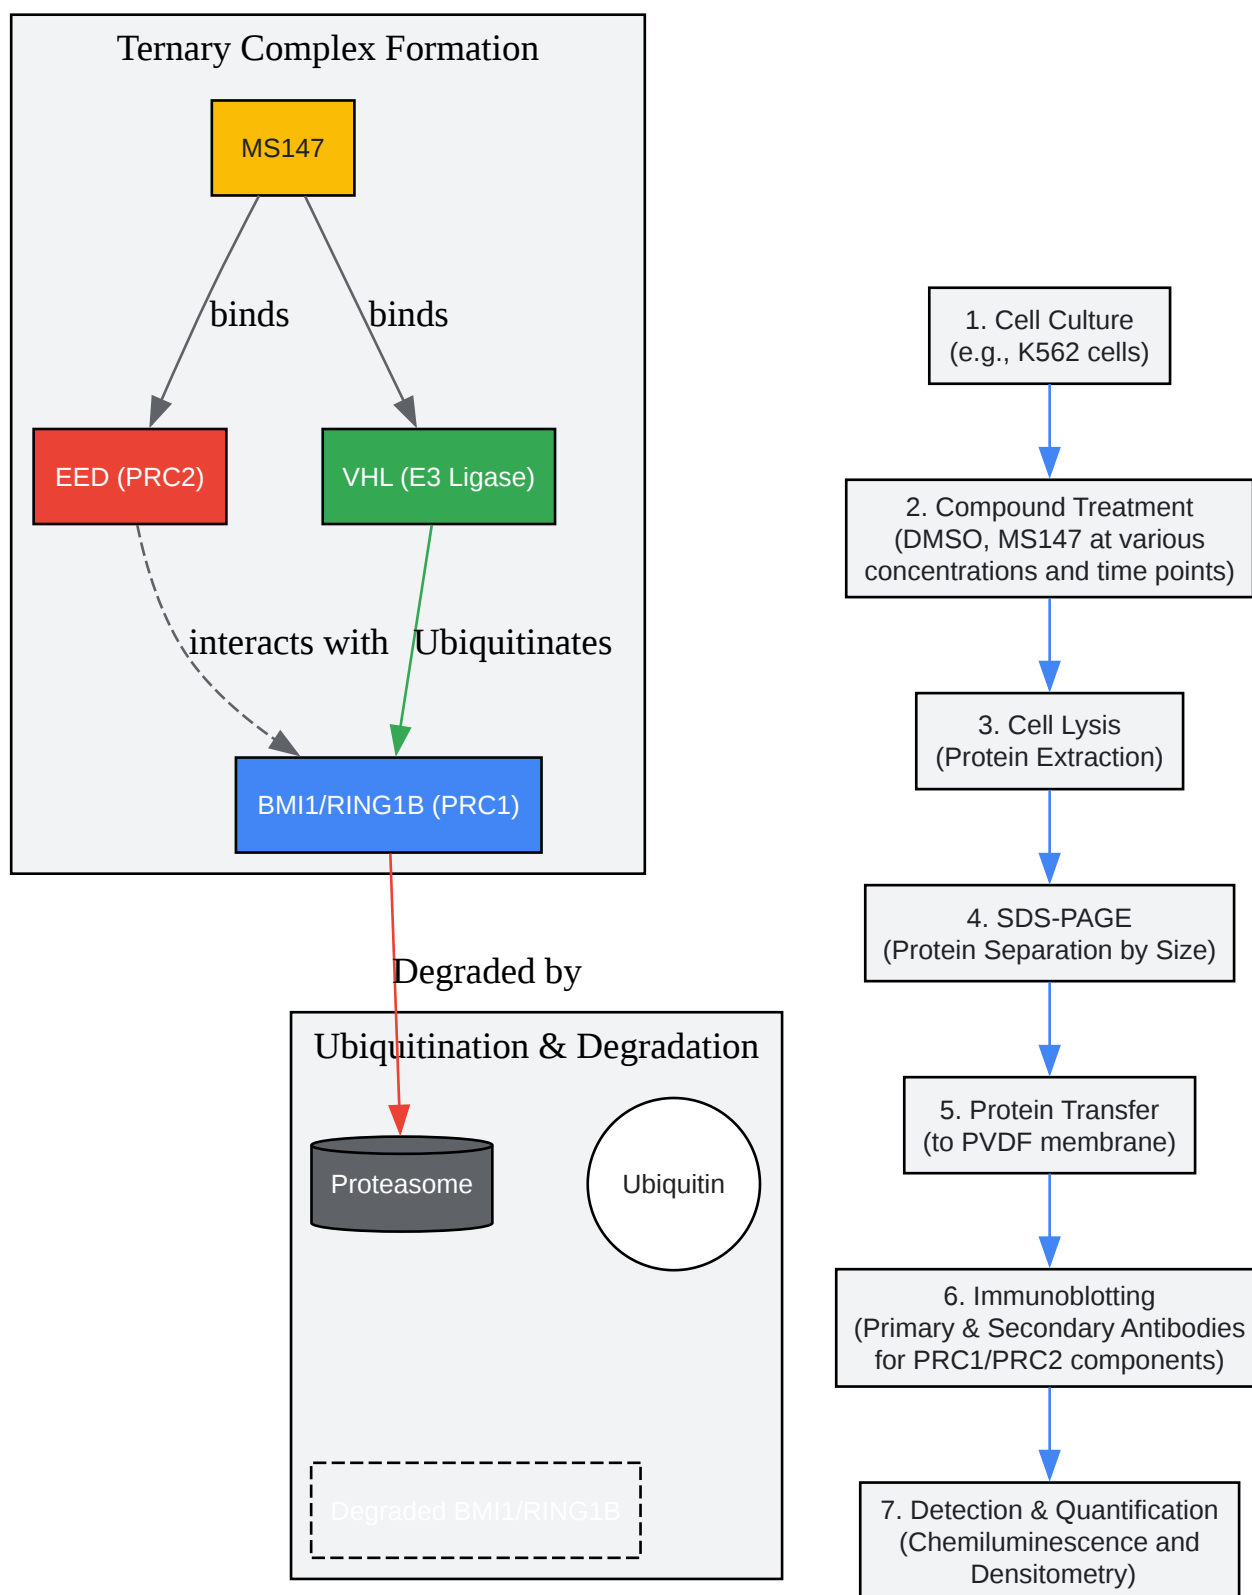 Ternary Complex Formation
MS147
binds
binds
EED (PRC2)
VHL (E3 Ligase)
interacts with
Ubiquitinates
BMI1/RING1B (PRC1)
Degraded by
Ubiquitination & Degradation
Proteasome
Ubiquitin
Degraded BMI1/RING1B
1. Cell Culture
(e.g., K562 cells)
2. Compound Treatment
(DMSO, MS147 at various
concentrations and time points)
3. Cell Lysis
(Protein Extraction)
4. SDS-PAGE
(Protein Separation by Size)
5. Protein Transfer
(to PVDF membrane)
6. Immunoblotting
(Primary & Secondary Antibodies
for PRC1/PRC2 components)
7. Detection & Quantification
(Chemiluminescence and
Densitometry)